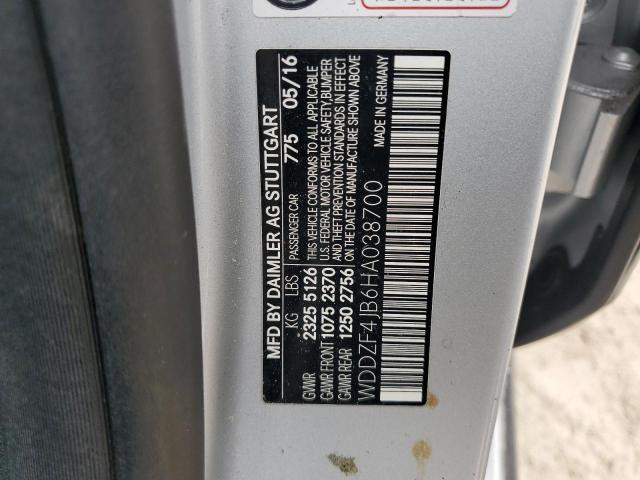 MFD BY DAIMLER AG STUTTGART
KG LBS PASSENGER CAR 775 05/16
GVWR 2325 5126 THIS VEHICLE CONFORMS TO ALL APPLICABLE
GAWR FRONT 1075 2370 U.S. FEDERAL MOTOR VEHICLE SAFETY, BUMPER
GAWR REAR 1250 2756 AND THEFT PREVENTION STANDARDS IN EFFECT
ON THE DATE OF MANUFACTURE SHOWN ABOVE
WDDZF4JB6HA038700 MADE IN GERMANY